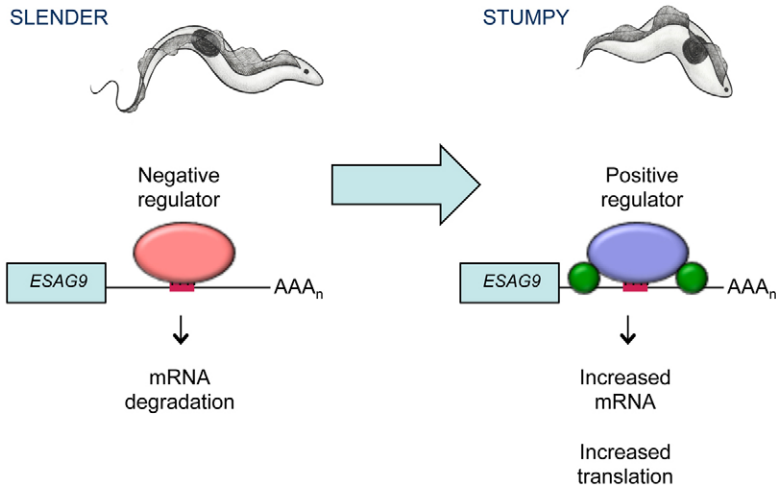 SLENDER
STUMPY
Negative
regulator
Positive
regulator
ESAG9
AAAn
ESAG9
AAAn
mRNA
degradation
Increased
mRNA
Increased
translation